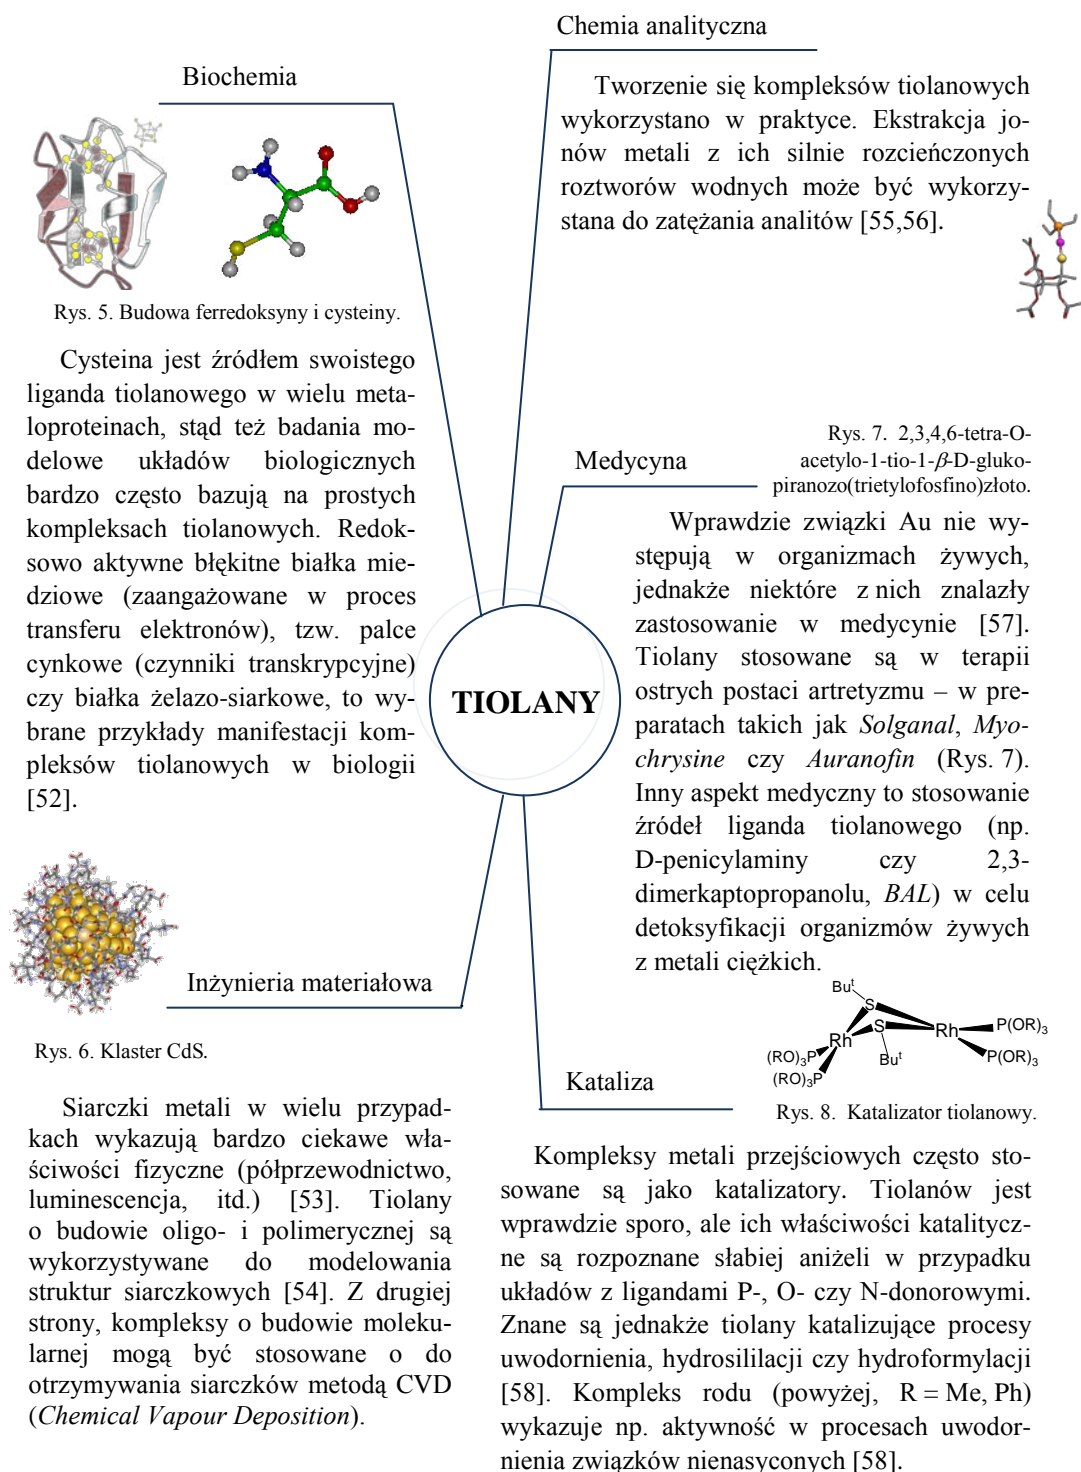 Chemia analityczna
Tworzenie się kompleksów tiolanowych
wykorzystano w praktyce. Ekstrakcja jo-
nów metali z ich silnie rozcieńczonych
roztworów wodnych może być wykorzy-
stana do zatężania analitów [55,56].
Biochemia
Rys. 5. Budowa ferredoksyny i cysteiny.
Cysteina jest źródłem swoistego
liganda tiolanowego w wielu meta-
loproteinach, stąd też badania mo-
delowe układów biologicznych
bardzo często bazują na prostych
kompleksach tiolanowych. Redok-
sowo aktywne błękitne białka mie-
dziowe (zaangażowane w proces
transferu elektronów), tzw. palce
cynkowe (czynniki transkrypcyjne)
czy białka żelazo-siarkowe, to wy-
brane przykłady manifestacji kom-
pleksów tiolanowych w biologii
[52].
Rys. 7. 2,3,4,6-tetra-O-
acetylo-1-tio-1-β-D-gluko-
piranozo(trietylofosfino)złoto.
Medycyna
Wprawdzie związki Au nie wy-
stępują w organizmach żywych,
jednakże niektóre z nich znalazły
zastosowanie w medycynie [57].
Tiolany stosowane są w terapii
ostrych postaci artretyzmu – w pre-
paratach takich jak Solganal, Myo-
chrysine czy Auranofin (Rys. 7).
Inny aspekt medyczny to stosowanie
źródeł liganda tiolanowego (np.
D-penicylaminy czy 2,3-
dimerkaptopropanolu, BAL) w celu
detoksyfikacji organizmów żywych
z metali ciężkich.
TIOLANY
Inżynieria materiałowa
Rys. 6. Klaster CdS.
Siarczki metali w wielu przypad-
kach wykazują bardzo ciekawe wła-
ściwości fizyczne (półprzewodnictwo,
luminescencja, itd.) [53]. Tiolany
o budowie oligo- i polimerycznej są
wykorzystywane do modelowania
struktur siarczkowych [54]. Z drugiej
strony, kompleksy o budowie moleku-
larnej mogą być stosowane o do
otrzymywania siarczków metodą CVD
(Chemical Vapour Deposition).
Bu^t
S
S
Rh
Rh
P(OR)3
P(OR)3
(RO)3P
(RO)3P
Bu^t
Kataliza
Rys. 8. Katalizator tiolanowy.
Kompleksy metali przejściowych często sto-
sowane są jako katalizatory. Tiolanów jest
wprawdzie sporo, ale ich właściwości katalitycz-
ne są rozpoznane słabiej aniżeli w przypadku
układów z ligandami P-, O- czy N-donorowymi.
Znane są jednakże tiolany katalizujące procesy
uwodornienia, hydrosililacji czy hydroformylacji
[58]. Kompleks rodu (powyżej, R = Me, Ph)
wykazuje np. aktywność w procesach uwodor-
nienia związków nienasyconych [58].